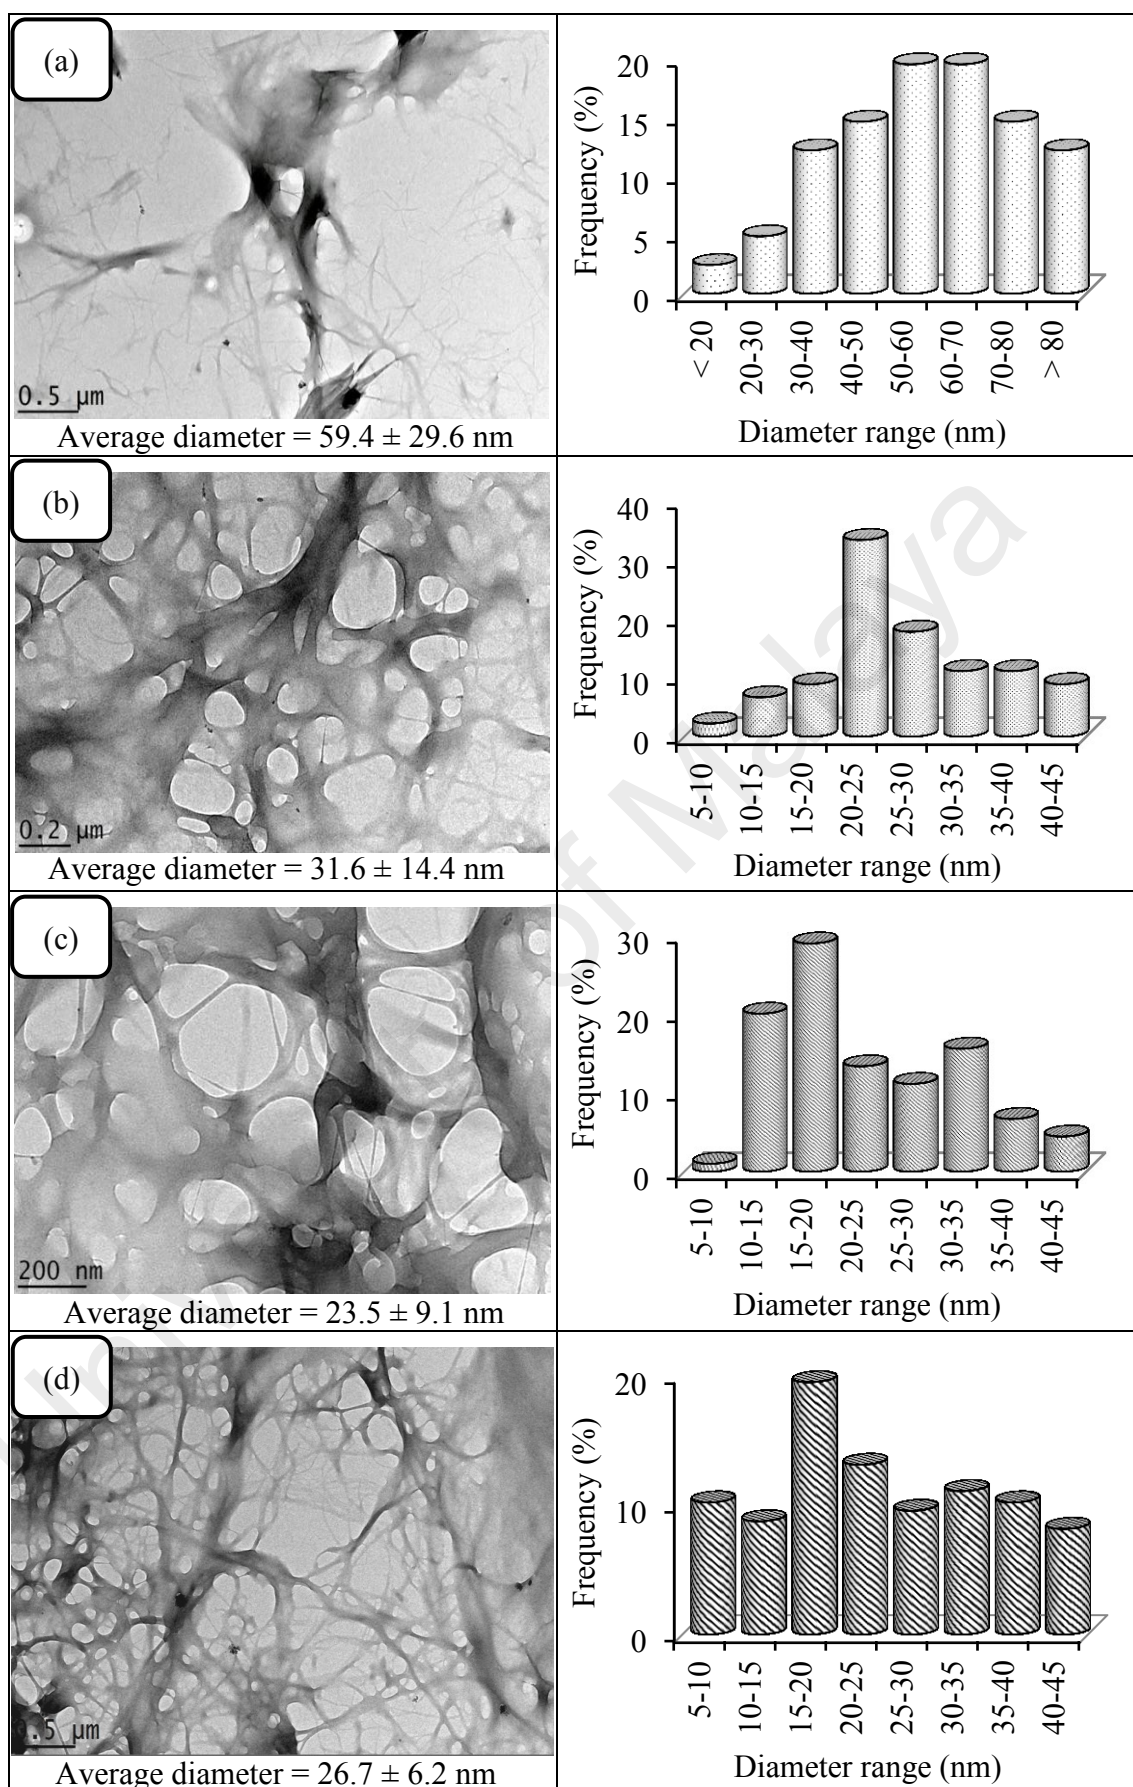 (a)
0.5 µm
Average diameter = 59.4 ± 29.6 nm
Frequency (%)
20
15
10
5
0
< 20
20-30
30-40
40-50
50-60
60-70
70-80
> 80
Diameter range (nm)
(b)
0.2 µm
Average diameter = 31.6 ± 14.4 nm
Frequency (%)
40
30
20
10
0
5-10
10-15
15-20
20-25
25-30
30-35
35-40
40-45
Diameter range (nm)
(c)
200 nm
Average diameter = 23.5 ± 9.1 nm
Frequency (%)
30
20
10
0
5-10
10-15
15-20
20-25
25-30
30-35
35-40
40-45
Diameter range (nm)
(d)
0.5 µm
Average diameter = 26.7 ± 6.2 nm
Frequency (%)
20
10
0
5-10
10-15
15-20
20-25
25-30
30-35
35-40
40-45
Diameter range (nm)
of Malaya